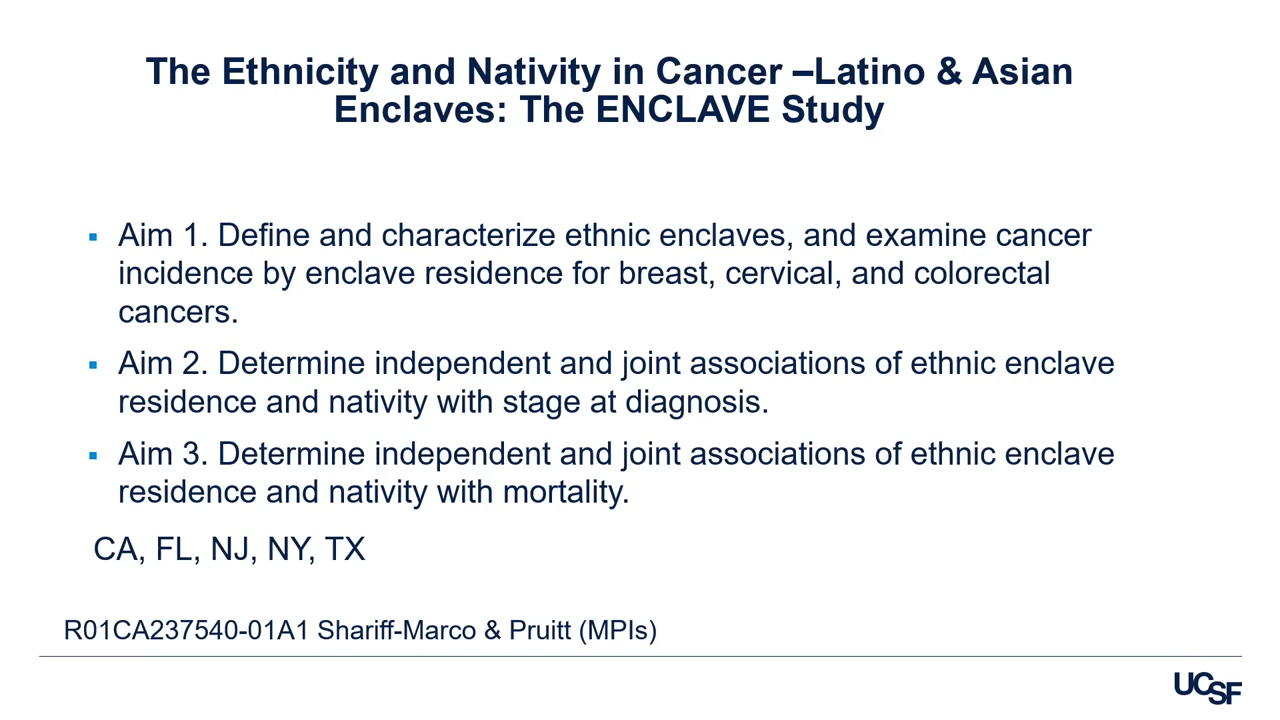 The Ethnicity and Nativity in Cancer –Latino & Asian
Enclaves: The ENCLAVE Study
▪ Aim 1. Define and characterize ethnic enclaves, and examine cancer
incidence by enclave residence for breast, cervical, and colorectal
cancers.
▪ Aim 2. Determine independent and joint associations of ethnic enclave
residence and nativity with stage at diagnosis.
▪ Aim 3. Determine independent and joint associations of ethnic enclave
residence and nativity with mortality.
CA, FL, NJ, NY, TX
R01CA237540-01A1 Shariff-Marco & Pruitt (MPIs)
UCSF